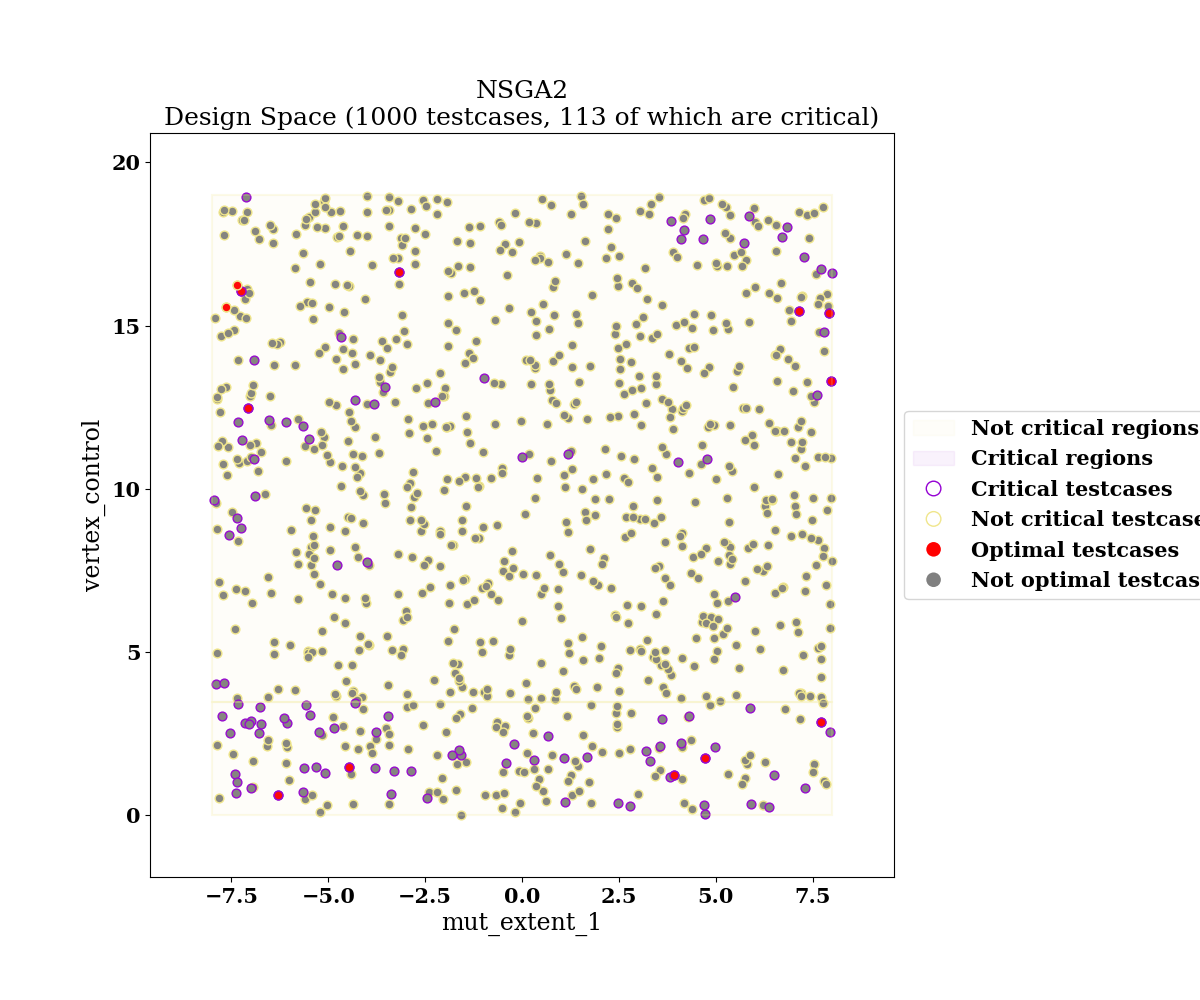 NSGA2
Design Space (1000 testcases, 113 of which are critical)
20
15
10
5
0
vertex_control
−7.5 −5.0 −2.5 0.0 2.5 5.0 7.5
mut_extent_1
Not critical regions
Critical regions
Critical testcases
Not critical testcase
Optimal testcases
Not optimal testcas